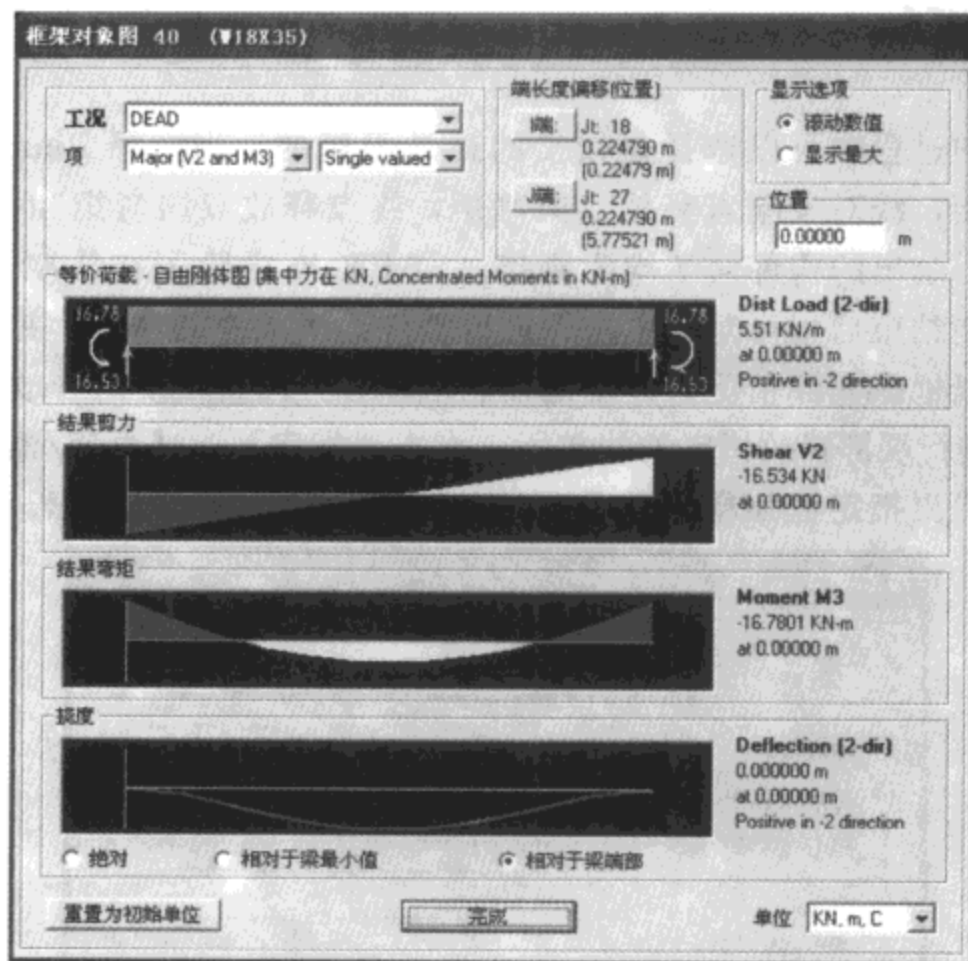 框架对象图 40 (W18X35)
工况 DEAD
项 Major (V2 and M3) Single valued
端长度偏移(位置)
I端: Jt: 18
0.224790 m
(0.22479 m)
J端: Jt: 27
0.224790 m
(5.77521 m)
显示选项
滚动数值
显示最大
位置
0.00000 m
等价荷载 - 自由刚体图 (集中力在 KN, Concentrated Moments in KN-m)
16.78 16.78
16.53 16.53
Dist Load (2-dir)
5.51 KN/m
at 0.00000 m
Positive in -2 direction
结果剪力
Shear V2
-16.534 KN
at 0.00000 m
结果弯矩
Moment M3
-16.7801 KN-m
at 0.00000 m
挠度
Deflection (2-dir)
0.000000 m
at 0.00000 m
Positive in -2 direction
绝对 相对于梁最小值 相对于梁端部
重置为初始单位 完成 单位 KN, m, C